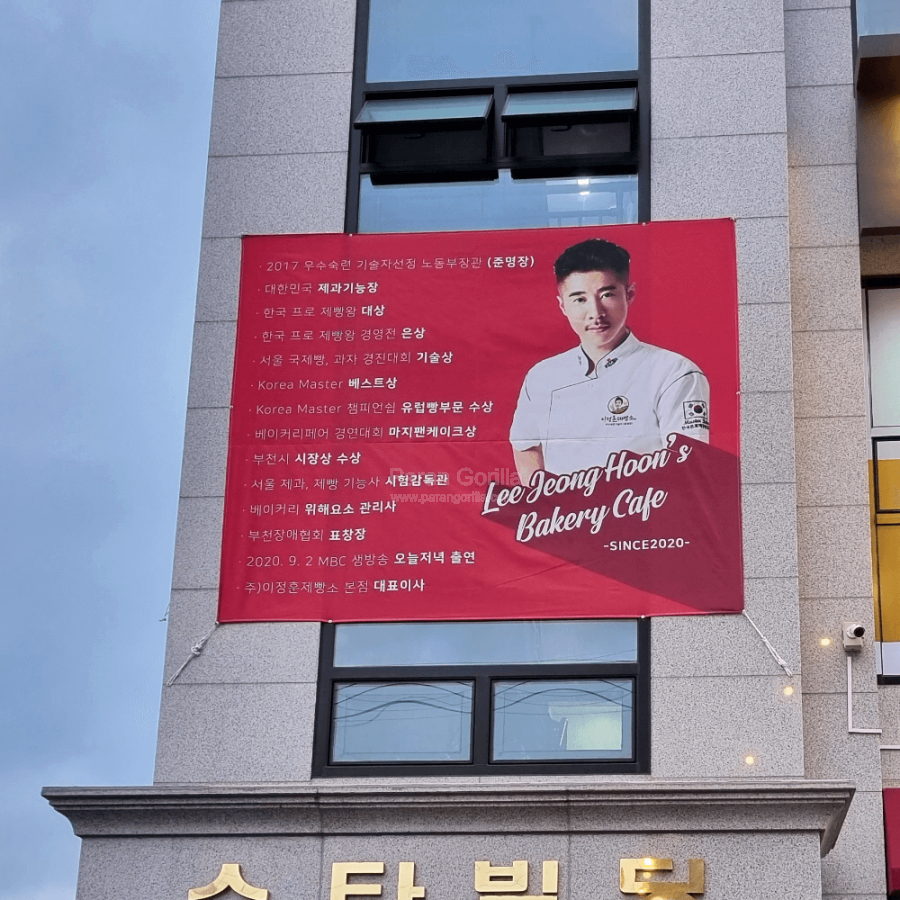 · 2017 우수숙련 기술자선정 노동부장관 (준명장)
· 대한민국 제과기능장
· 한국 프로 제빵왕 대상
· 한국 프로 제빵왕 경영전 은상
· 서울 국제빵, 과자 경진대회 기술상
· Korea Master 베스트상
· Korea Master 챔피언쉽 유럽빵부문 수상
· 베이커리페어 경연대회 마지팬케이크상
· 부천시 시장상 수상
· 서울 제과, 제빵 기능사 시험감독관
· 베이커리 위해요소 관리사
· 부천장애협회 표창장
· 2020. 9. 2 MBC 생방송 오늘저녁 출연
· 주)이정훈제빵소 본점 대표이사
이정훈제빵소
Lee Jeong Hoon's
Bakery Cafe
-SINCE2020-
Paran Gorilla
스타빌딩